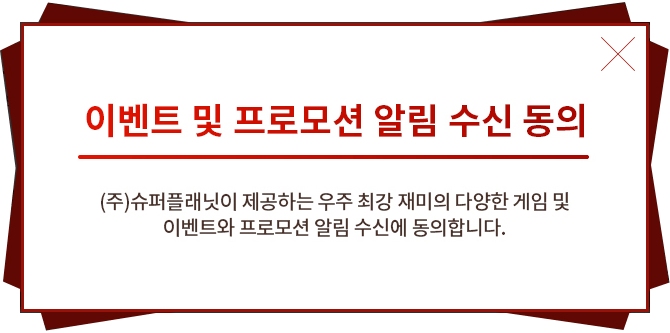 이벤트 및 프로모션 알림 수신 동의
(주)슈퍼플래닛이 제공하는 우주 최강 재미의 다양한 게임 및
이벤트와 프로모션 알림 수신에 동의합니다.